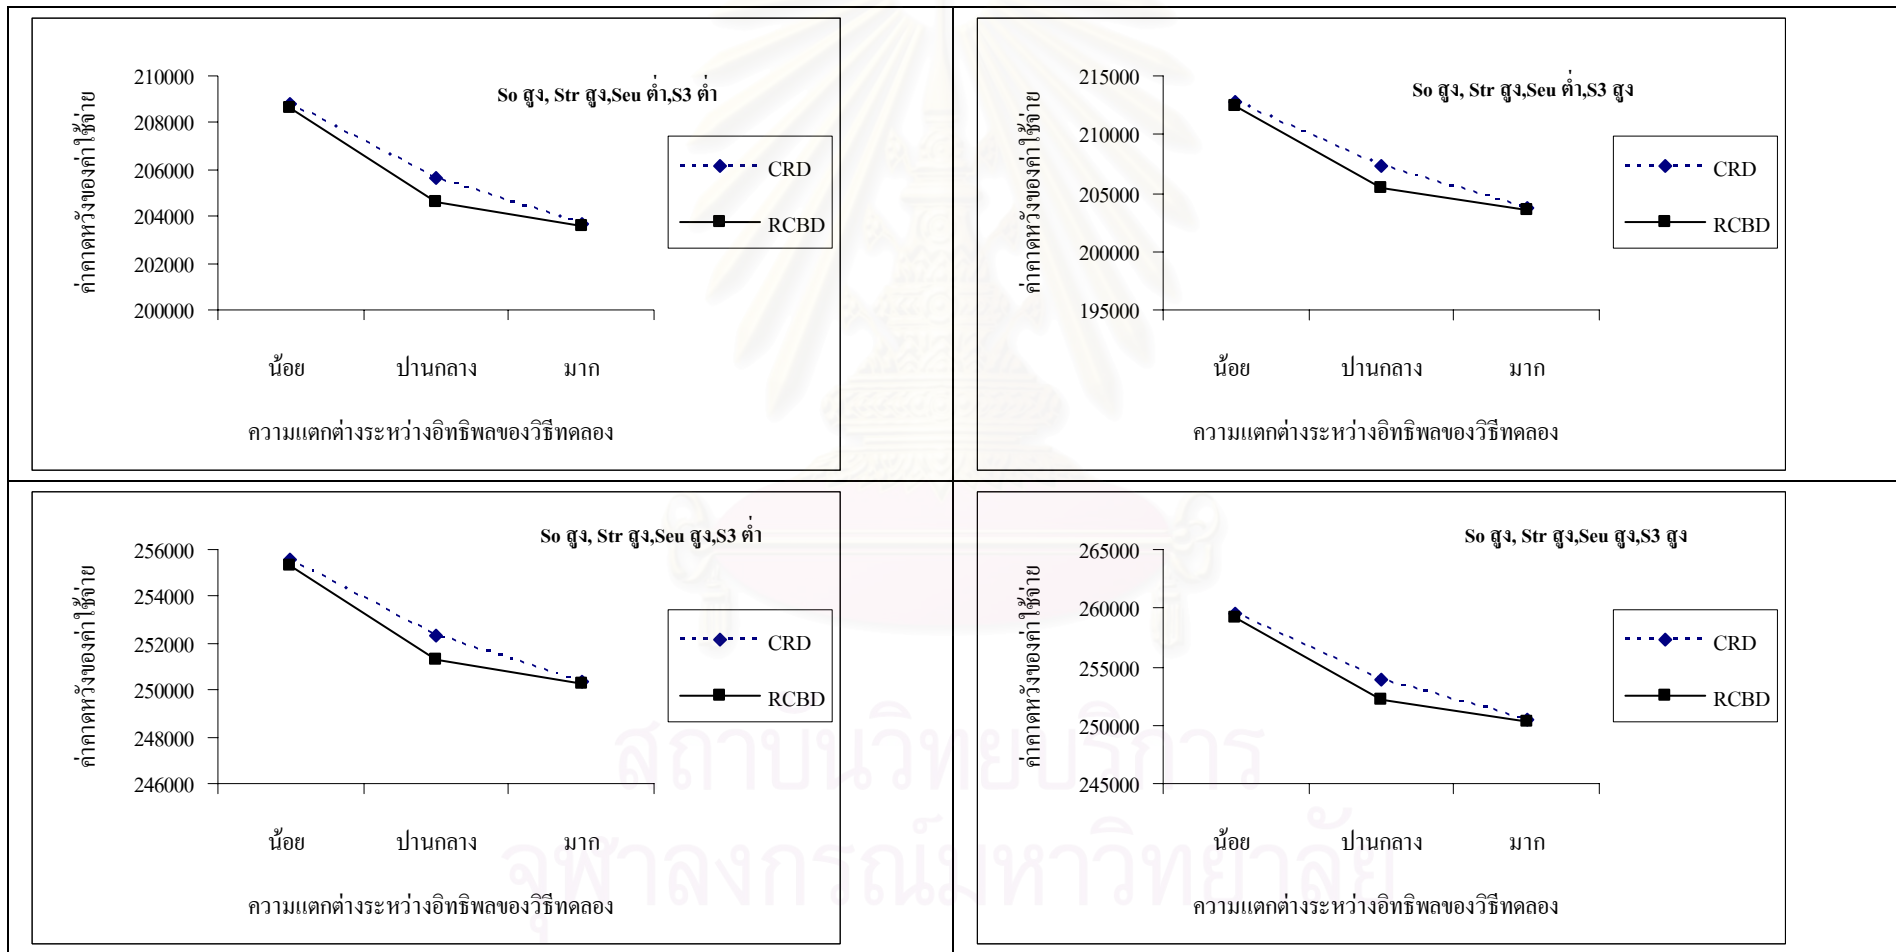 So สูง, Str สูง,Seu ต่ำ,S3 ต่ำ
ค่าคาดหวังของค่าใช้จ่าย
210000
208000
206000
204000
202000
200000
CRD
RCBD
น้อย ปานกลาง มาก
ความแตกต่างระหว่างอิทธิพลของวิธีทดลอง
So สูง, Str สูง,Seu ต่ำ,S3 สูง
ค่าคาดหวังของค่าใช้จ่าย
215000
210000
205000
200000
195000
CRD
RCBD
น้อย ปานกลาง มาก
ความแตกต่างระหว่างอิทธิพลของวิธีทดลอง
So สูง, Str สูง,Seu สูง,S3 ต่ำ
ค่าคาดหวังของค่าใช้จ่าย
256000
254000
252000
250000
248000
246000
CRD
RCBD
น้อย ปานกลาง มาก
ความแตกต่างระหว่างอิทธิพลของวิธีทดลอง
So สูง, Str สูง,Seu สูง,S3 สูง
ค่าคาดหวังของค่าใช้จ่าย
265000
260000
255000
250000
245000
CRD
RCBD
น้อย ปานกลาง มาก
ความแตกต่างระหว่างอิทธิพลของวิธีทดลอง
สถาบันวิทยบริการ
จุฬาลงกรณ์มหาวิทยาลัย